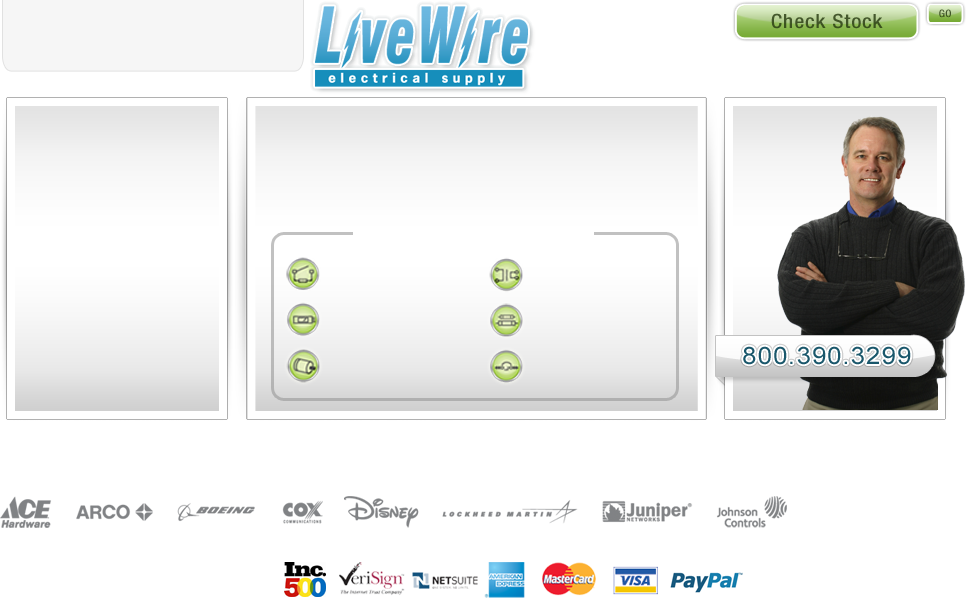 LiveWire
electrical supply
Check Stock
GO
800.390.3299
ACE
Hardware
ARCO
BOEING
COX
COMMUNICATIONS
Disney
LOCKHEED MARTIN
Juniper
NETWORKS
Johnson
Controls
Inc.
500
VeriSign
The Internet Trust Company
NETSUITE
AMERICAN
EXPRESS
MasterCard
VISA
PayPal